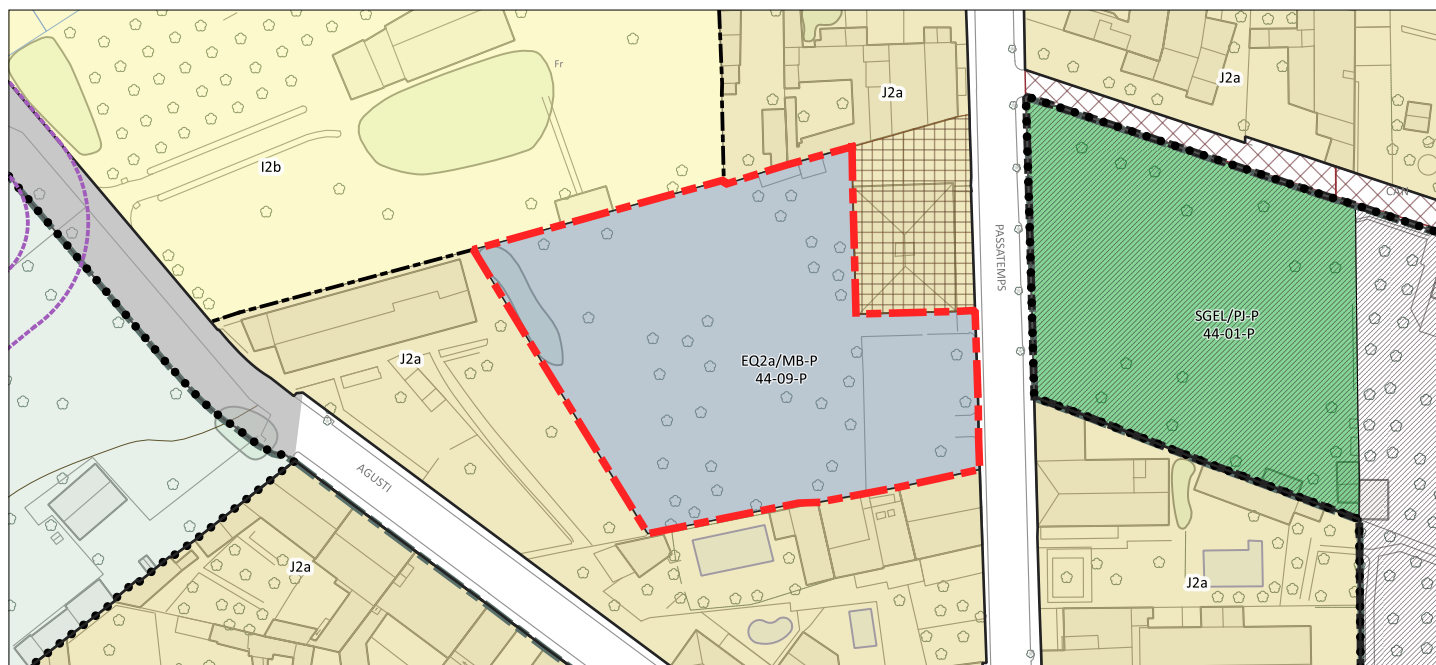 Fr
J2a
J2a
I2b
CAN
PASSATEMPS
SGEL/PJ-P
44-01-P
J2a
EQ2a/MB-P
44-09-P
AGUSTI
J2a
J2a